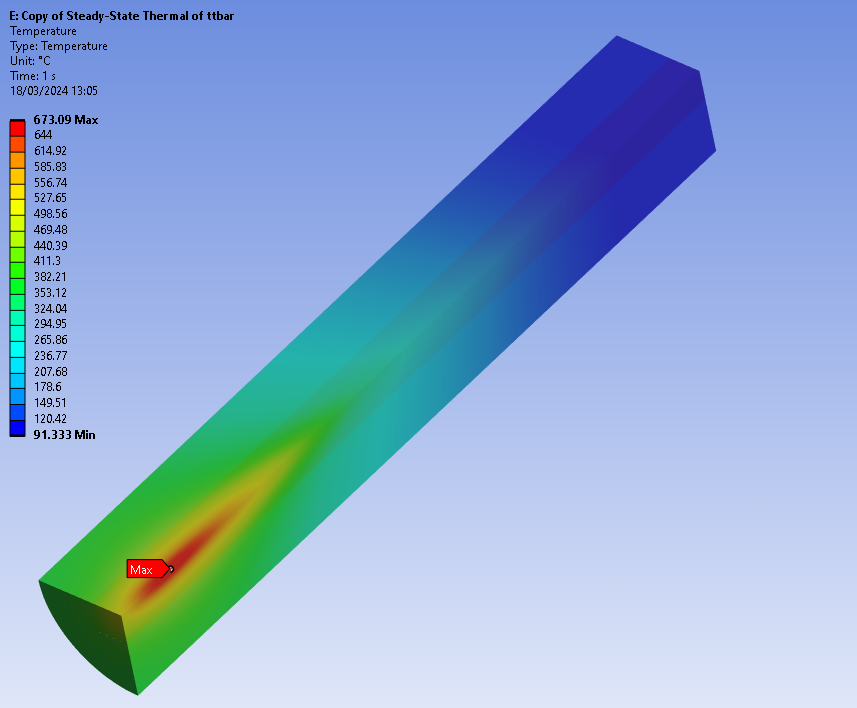 E: Copy of Steady-State Thermal of ttbar
Temperature
Type: Temperature
Unit: °C
Time: 1 s
18/03/2024 13:05
673.09 Max
644
614.92
585.83
556.74
527.65
498.56
469.48
440.39
411.3
382.21
353.12
324.04
294.95
265.86
236.77
207.68
178.6
149.51
120.42
91.333 Min
Max